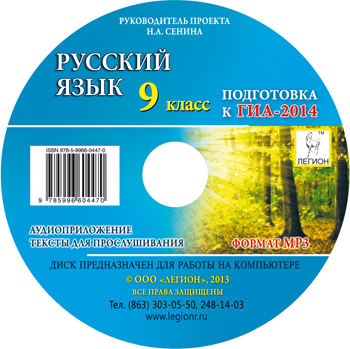 РУКОВОДИТЕЛЬ ПРОЕКТА
Н.А. СЕНИНА
РУССКИЙ
ЯЗЫК
9 класс
ПОДГОТОВКА
К ГИА-2014
ЛЕГИОН
TM
ISBN 978-5-9966-0447-0
9 785996 604470
АУДИОПРИЛОЖЕНИЕ
ТЕКСТЫ ДЛЯ ПРОСЛУШИВАНИЯ
ФОРМАТ MP3
ДИСК ПРЕДНАЗНАЧЕН ДЛЯ РАБОТЫ НА КОМПЬЮТЕРЕ
© ООО «ЛЕГИОН», 2013
ВСЕ ПРАВА ЗАЩИЩЕНЫ
Тел. (863) 303-05-50, 248-14-03
www.legionr.ru